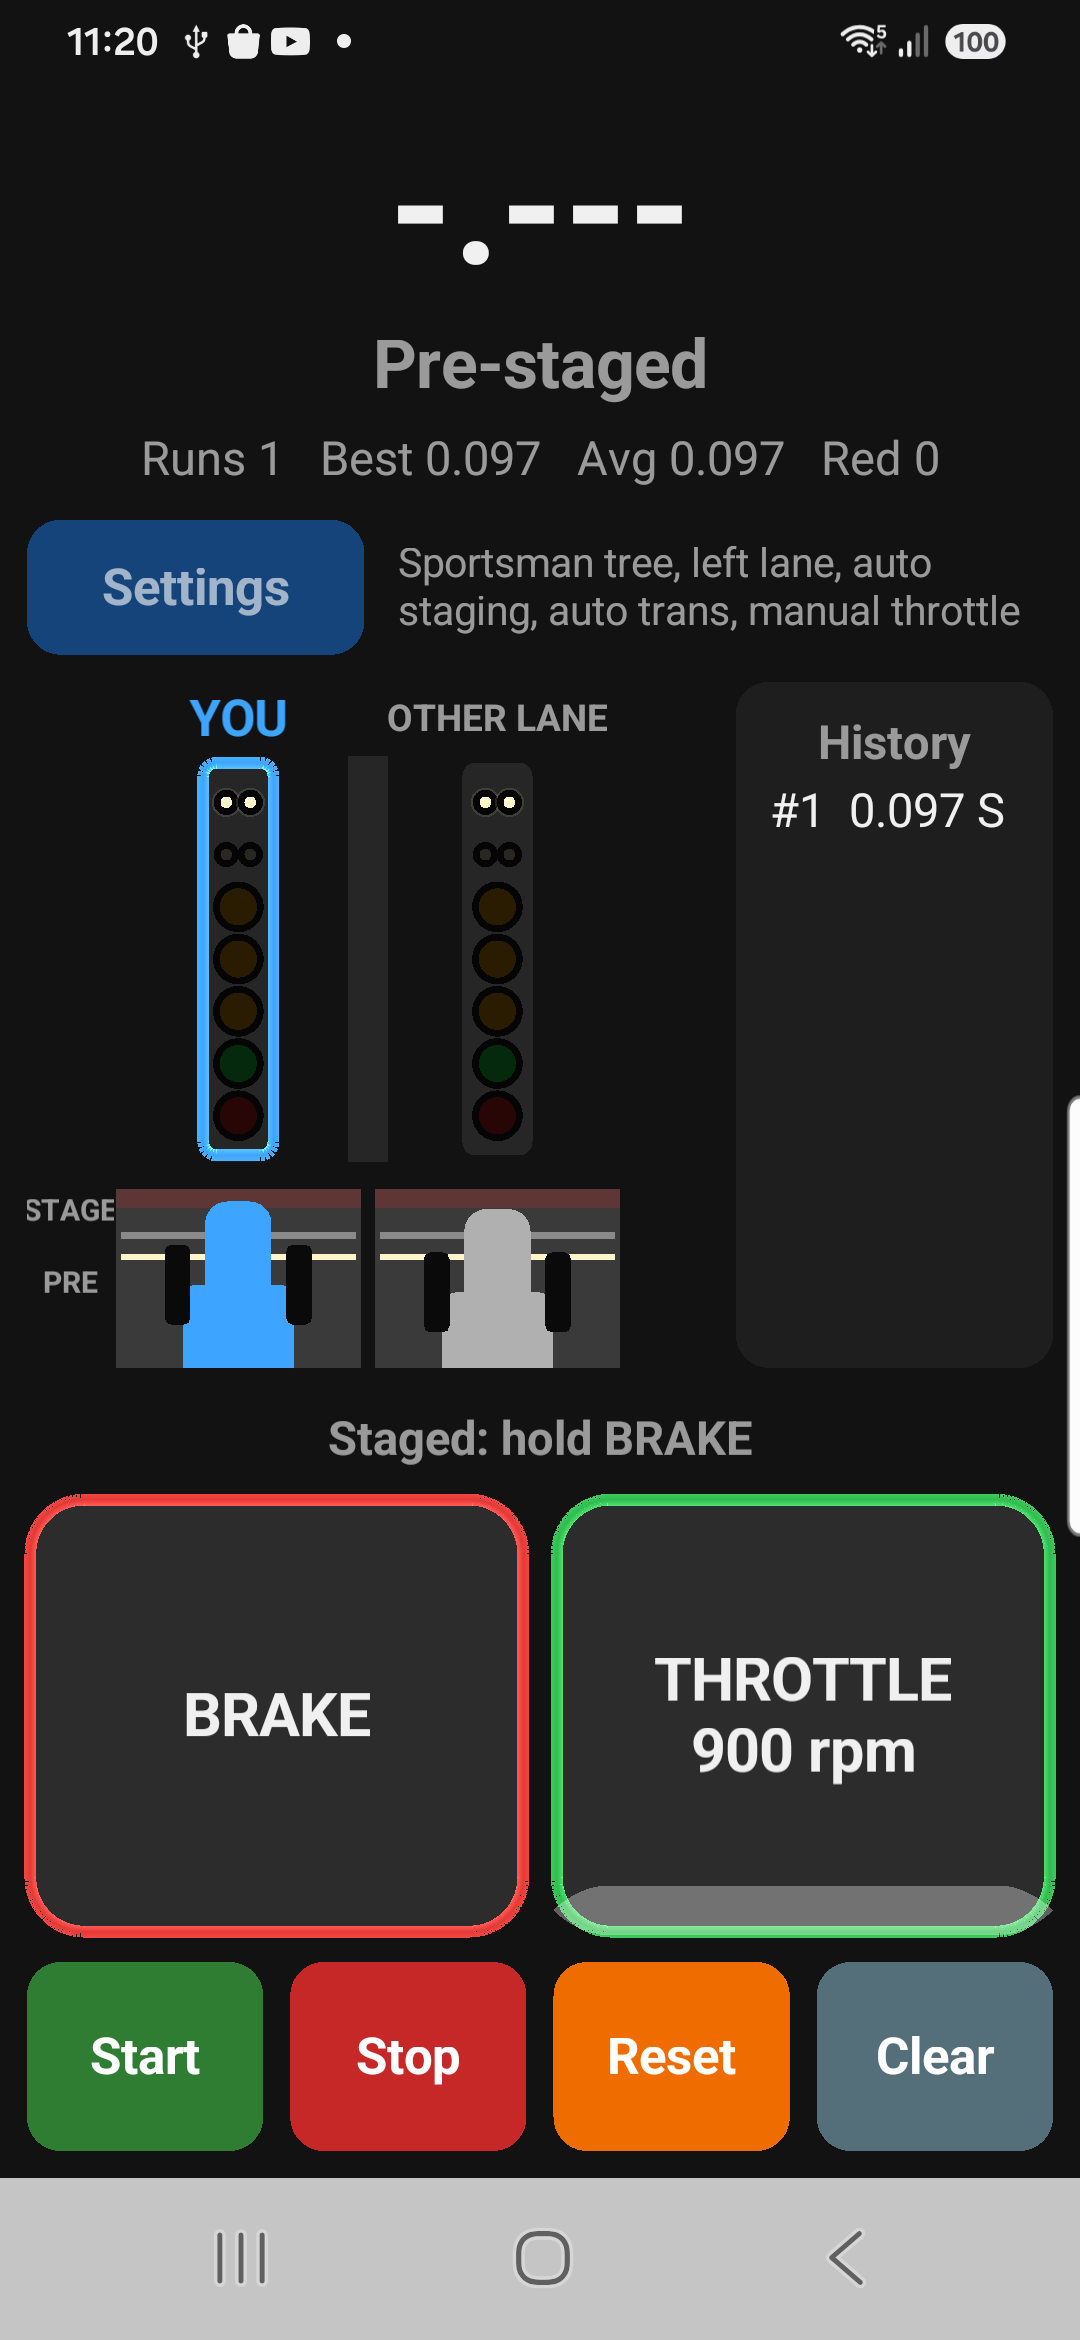 11:20
5
100
-.---
Pre-staged
Runs 1 Best 0.097 Avg 0.097 Red 0
Settings
Sportsman tree, left lane, auto
staging, auto trans, manual throttle
YOU
OTHER LANE
History
#1 0.097 S
STAGE
PRE
Staged: hold BRAKE
BRAKE
THROTTLE
900 rpm
Start
Stop
Reset
Clear